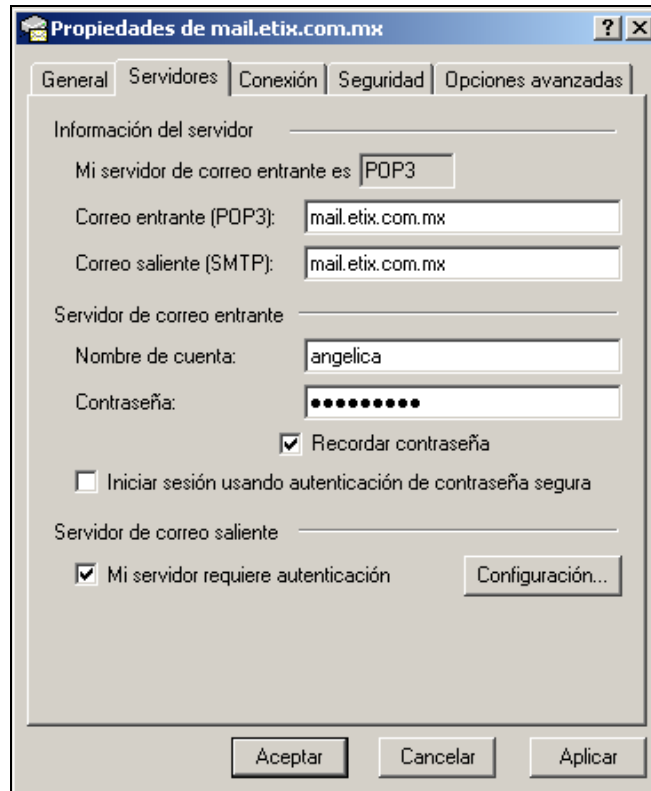 Propiedades de mail.etix.com.mx
General Servidores Conexión Seguridad Opciones avanzadas
Información del servidor
Mi servidor de correo entrante es POP3
Correo entrante (POP3): mail.etix.com.mx
Correo saliente (SMTP): mail.etix.com.mx
Servidor de correo entrante
Nombre de cuenta: angelica
Contraseña: ●●●●●●●●●
Recordar contraseña
Iniciar sesión usando autenticación de contraseña segura
Servidor de correo saliente
Mi servidor requiere autenticación Configuración...
Aceptar Cancelar Aplicar